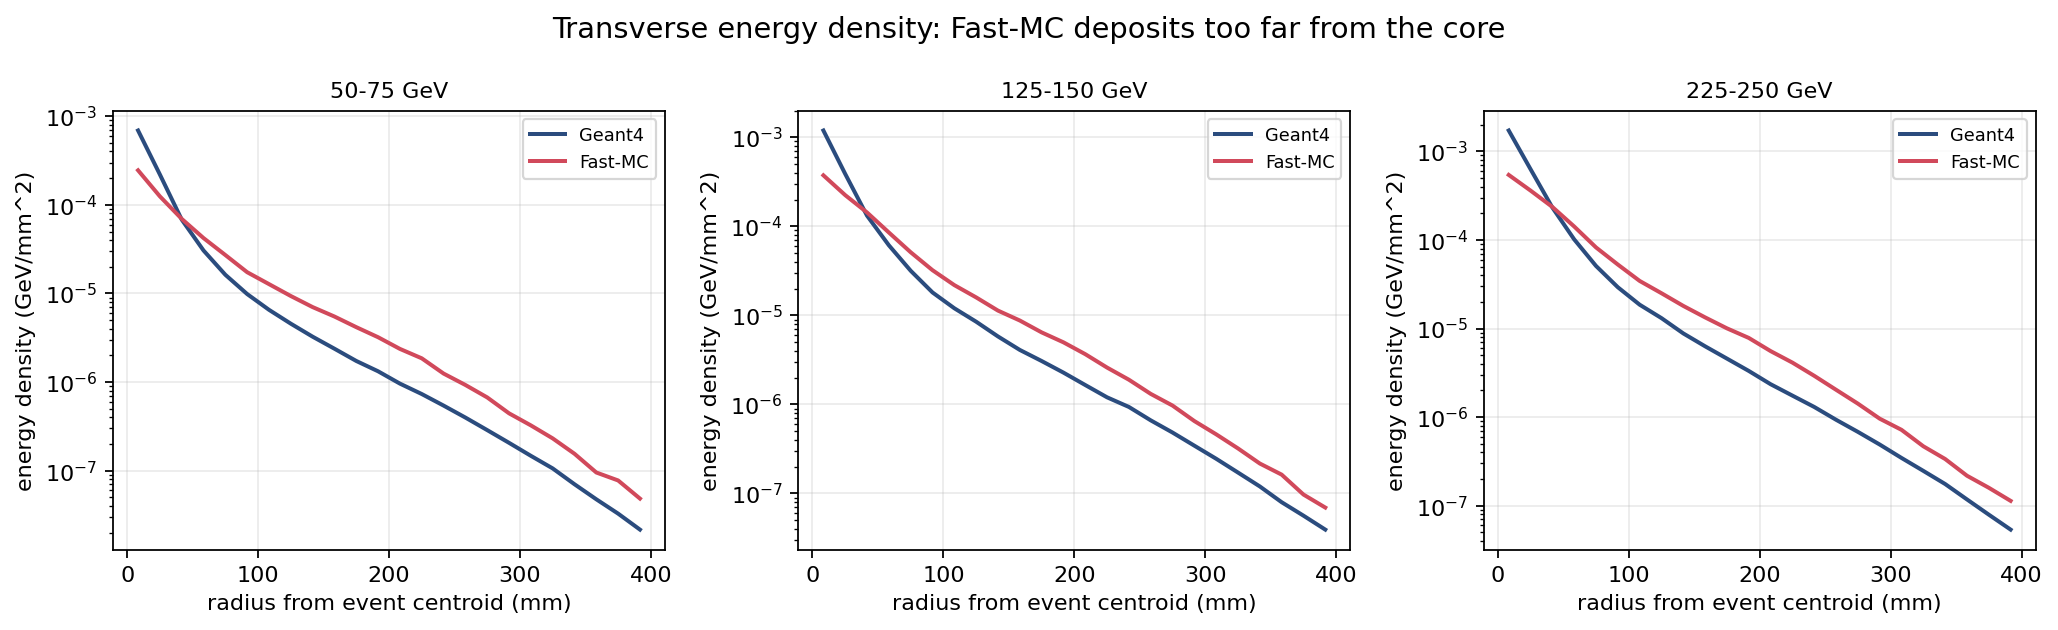 Transverse energy density: Fast-MC deposits too far from the core
50-75 GeV
10⁻³
10⁻⁴
10⁻⁵
10⁻⁶
10⁻⁷
energy density (GeV/mm^2)
Geant4
Fast-MC
0
100
200
300
400
radius from event centroid (mm)
125-150 GeV
10⁻³
10⁻⁴
10⁻⁵
10⁻⁶
10⁻⁷
energy density (GeV/mm^2)
Geant4
Fast-MC
0
100
200
300
400
radius from event centroid (mm)
225-250 GeV
10⁻³
10⁻⁴
10⁻⁵
10⁻⁶
10⁻⁷
energy density (GeV/mm^2)
Geant4
Fast-MC
0
100
200
300
400
radius from event centroid (mm)